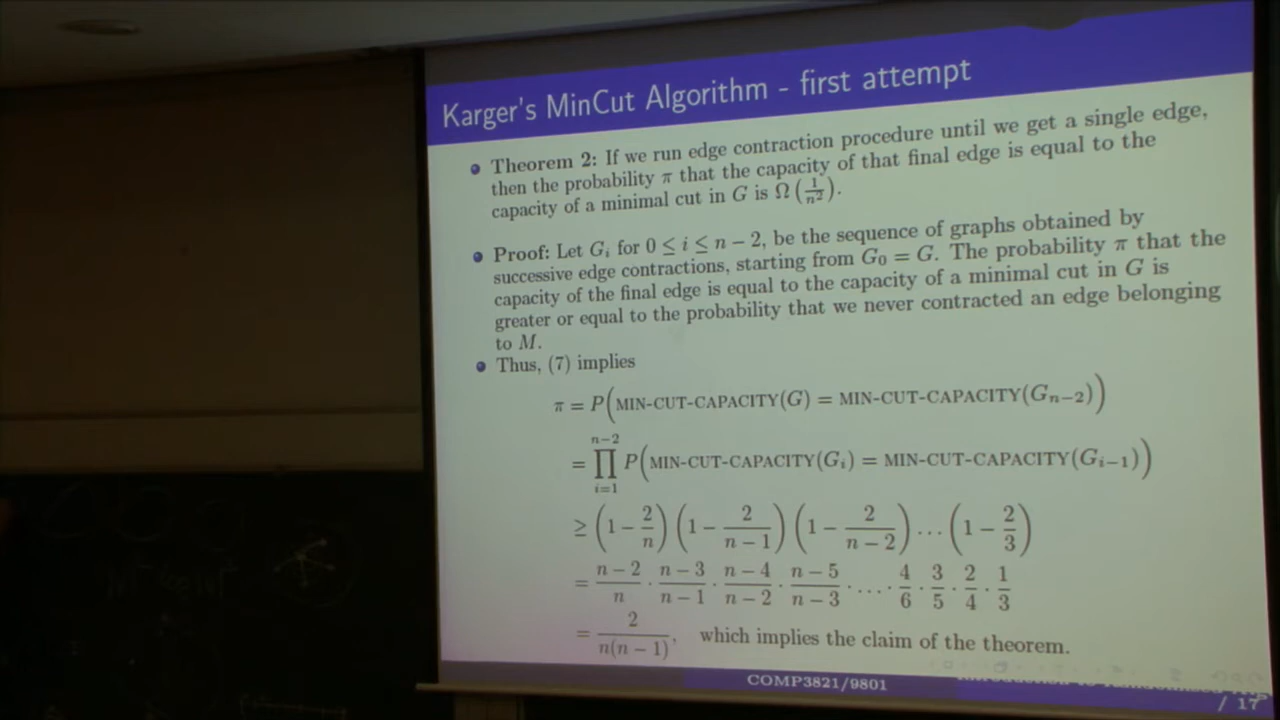 Karger's MinCut Algorithm - first attempt
• Theorem 2: If we run edge contraction procedure until we get a single edge,
then the probability π that the capacity of that final edge is equal to the
capacity of a minimal cut in G is Ω(1/n²).
• Proof: Let G_i for 0 ≤ i ≤ n − 2, be the sequence of graphs obtained by
successive edge contractions, starting from G_0 = G. The probability π that the
capacity of the final edge is equal to the capacity of a minimal cut in G is
greater or equal to the probability that we never contracted an edge belonging
to M.
• Thus, (7) implies
π = P(MIN-CUT-CAPACITY(G) = MIN-CUT-CAPACITY(G_{n−2}))
= ∏_{i=1}^{n−2} P(MIN-CUT-CAPACITY(G_i) = MIN-CUT-CAPACITY(G_{i−1}))
≥ (1 − 2/n)(1 − 2/(n−1))(1 − 2/(n−2)) ... (1 − 2/3)
= (n−2)/n · (n−3)/(n−1) · (n−4)/(n−2) · (n−5)/(n−3) · .... · 4/6 · 3/5 · 2/4 · 1/3
= 2/(n(n−1)), which implies the claim of the theorem.
COMP3821/9801
/ 17